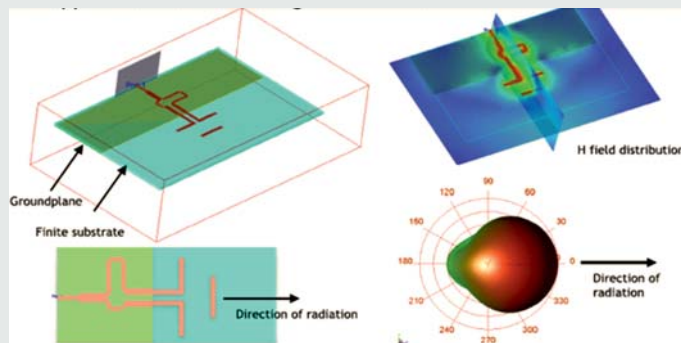 Groundplane
Finite substrate
Direction of radiation
H field distribution
90
120
60
150
30
180
0
210
330
240
300
270
Direction of
radiation